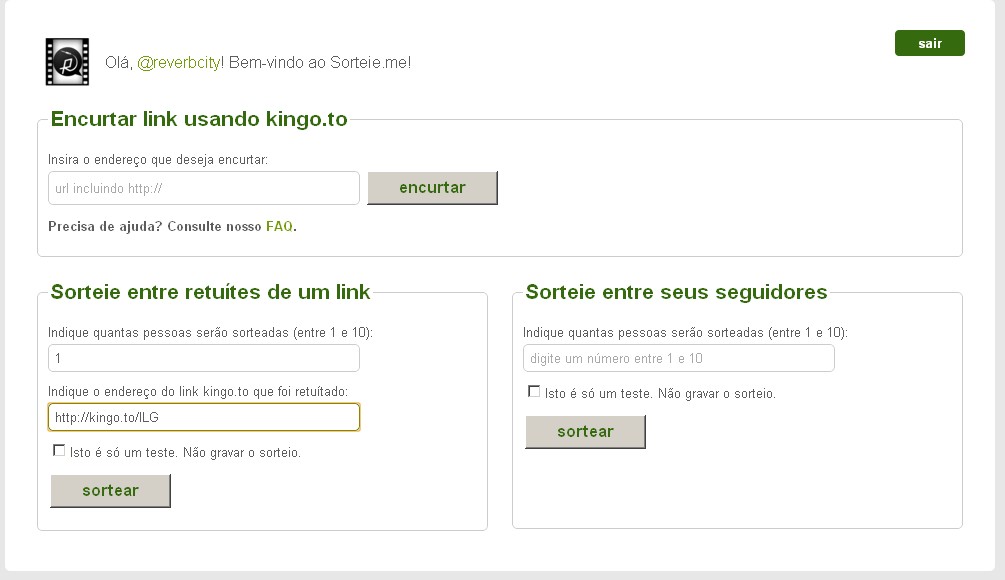 Olá, @reverbcity! Bem-vindo ao Sorteie.me!
sair
Encurtar link usando kingo.to
Insira o endereço que deseja encurtar:
url incluindo http://
encurtar
Precisa de ajuda? Consulte nosso FAQ.
Sorteie entre retuítes de um link
Indique quantas pessoas serão sorteadas (entre 1 e 10):
1
Indique o endereço do link kingo.to que foi retuítado:
http://kingo.to/ILG
Isto é só um teste. Não gravar o sorteio.
sortear
Sorteie entre seus seguidores
Indique quantas pessoas serão sorteadas (entre 1 e 10):
digite um número entre 1 e 10
Isto é só um teste. Não gravar o sorteio.
sortear